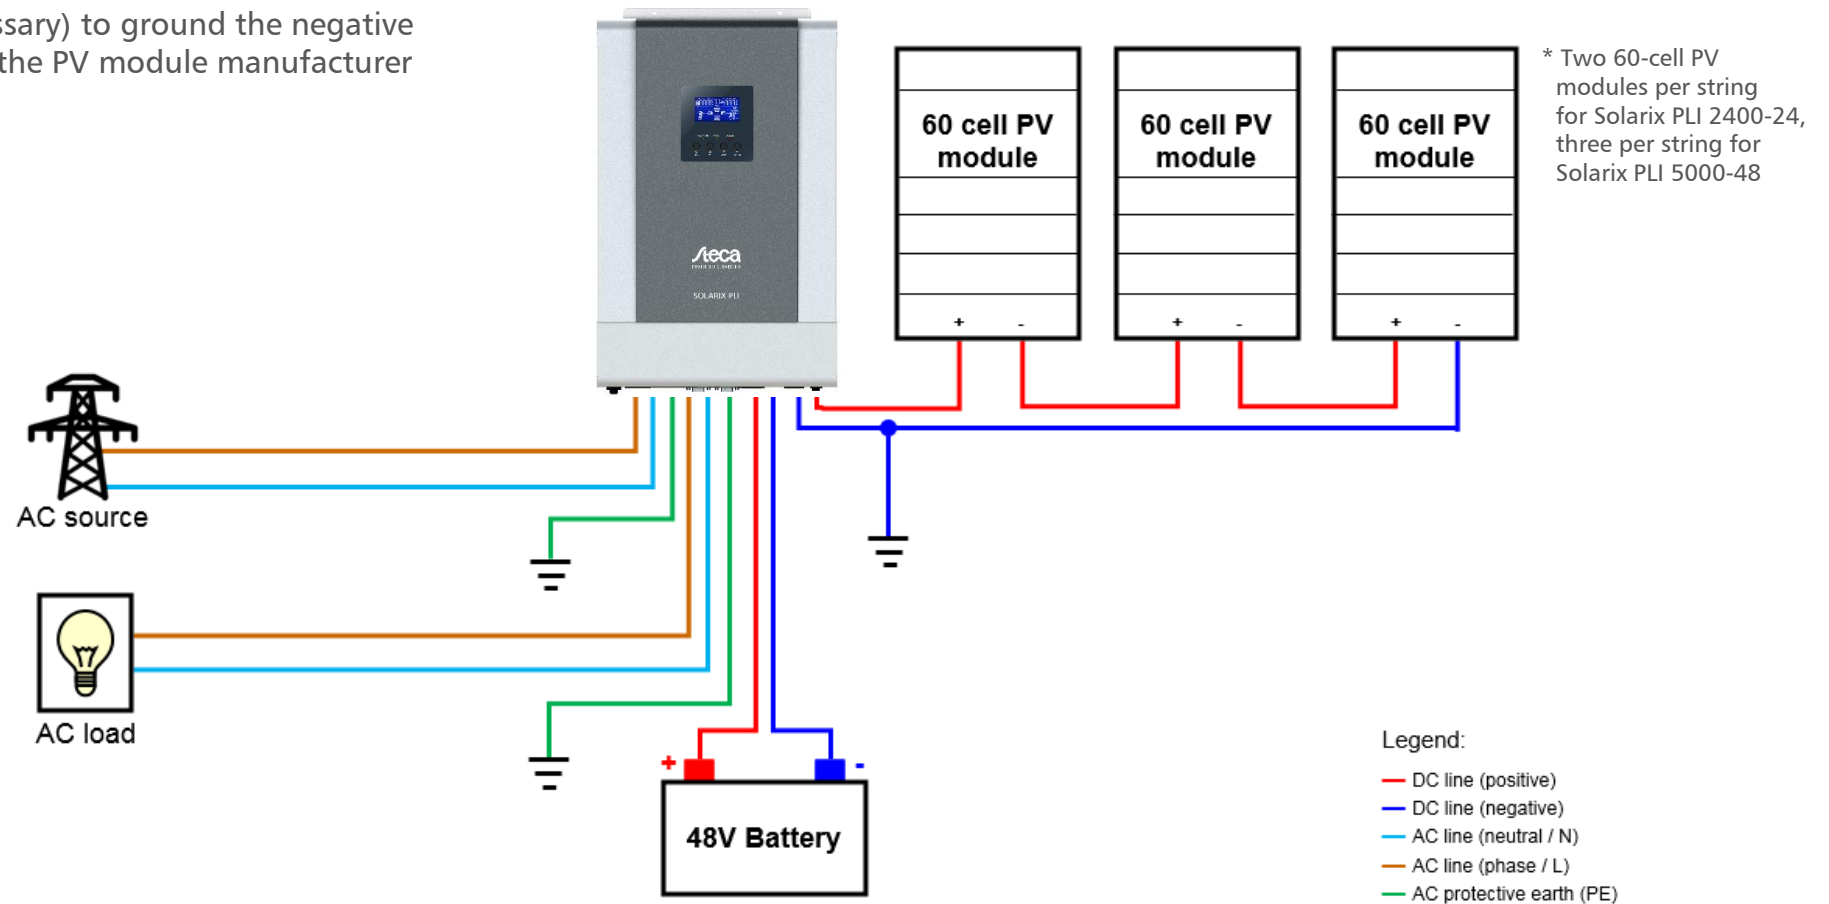 ssary) to ground the negative
the PV module manufacturer
Steca
SOLARIX PLI
60 cell PV
module
60 cell PV
module
60 cell PV
module
+ -
+ -
+ -
* Two 60-cell PV
modules per string
for Solarix PLI 2400-24,
three per string for
Solarix PLI 5000-48
AC source
AC load
+ -
48V Battery
Legend:
DC line (positive)
DC line (negative)
AC line (neutral / N)
AC line (phase / L)
AC protective earth (PE)